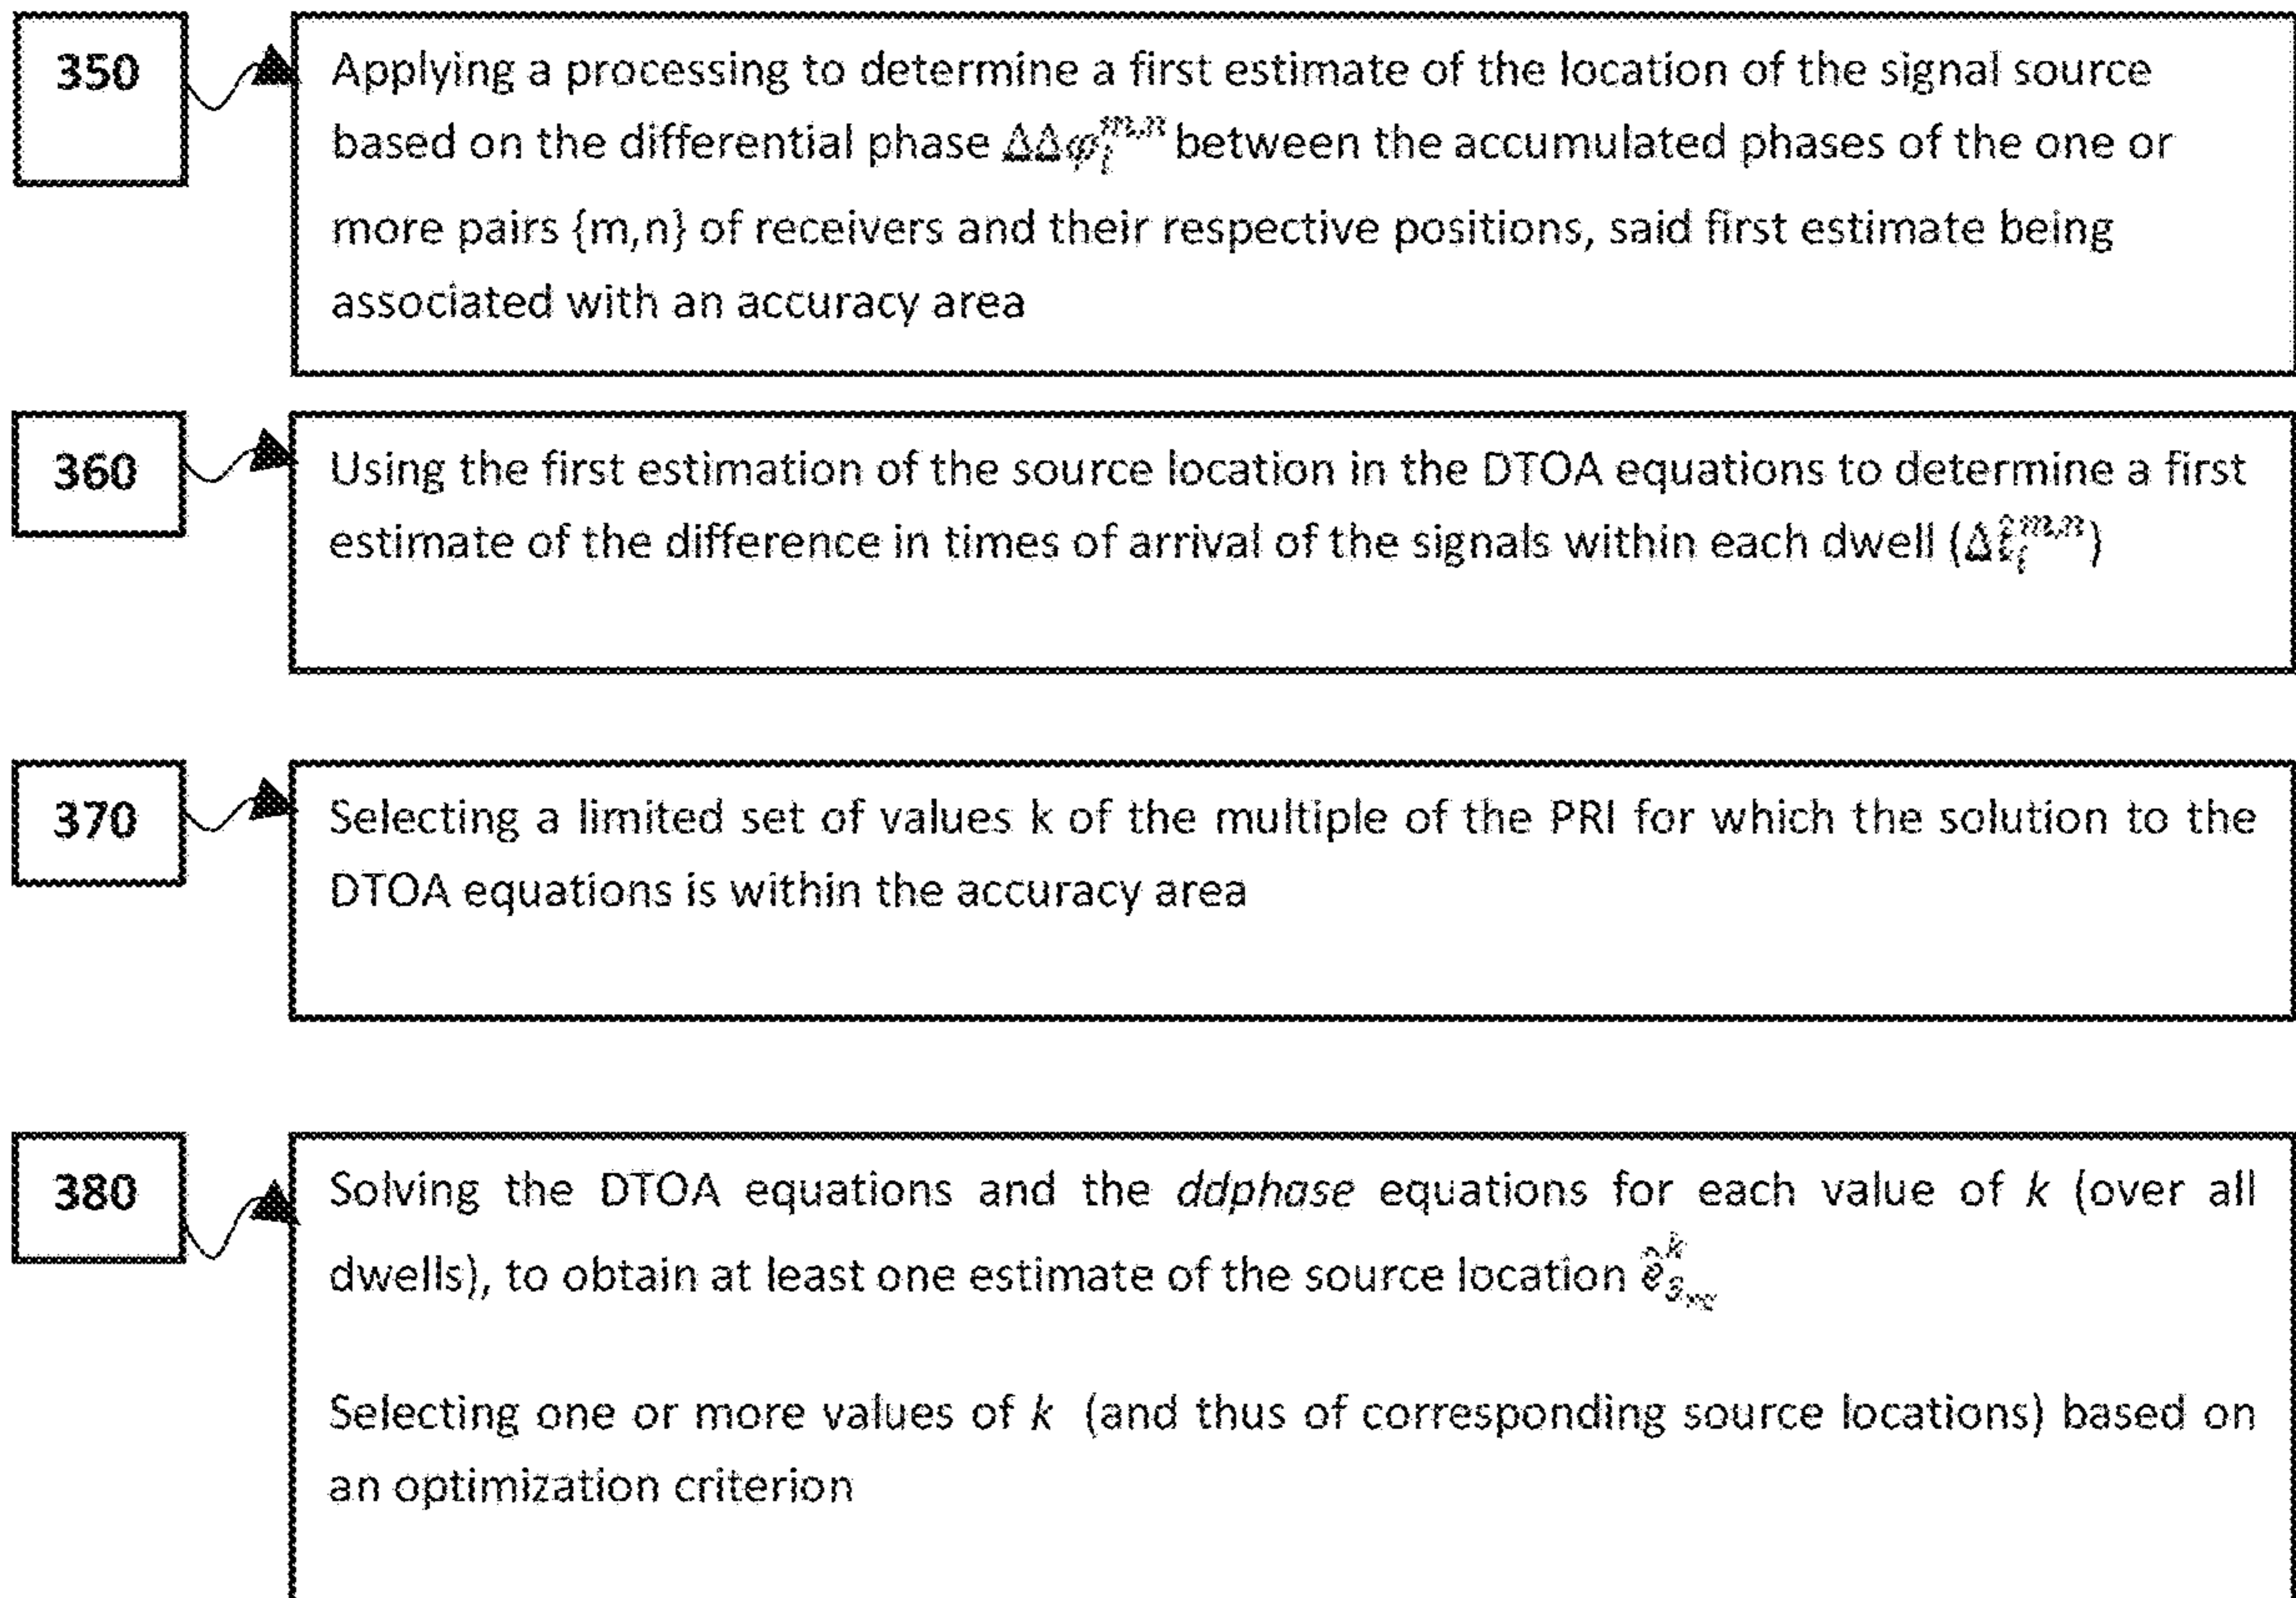 350
Applying a processing to determine a first estimate of the location of the signal source
based on the differential phase ΔΔφ_i^{m,n} between the accumulated phases of the one or
more pairs {m,n} of receivers and their respective positions, said first estimate being
associated with an accuracy area
360
Using the first estimation of the source location in the DTOA equations to determine a first
estimate of the difference in times of arrival of the signals within each dwell (Δt̂_i^{m,n})
370
Selecting a limited set of values k of the multiple of the PRI for which the solution to the
DTOA equations is within the accuracy area
380
Solving the DTOA equations and the ddphase equations for each value of k (over all
dwells), to obtain at least one estimate of the source location ê_{s_{rc}}^k
Selecting one or more values of k (and thus of corresponding source locations) based on
an optimization criterion